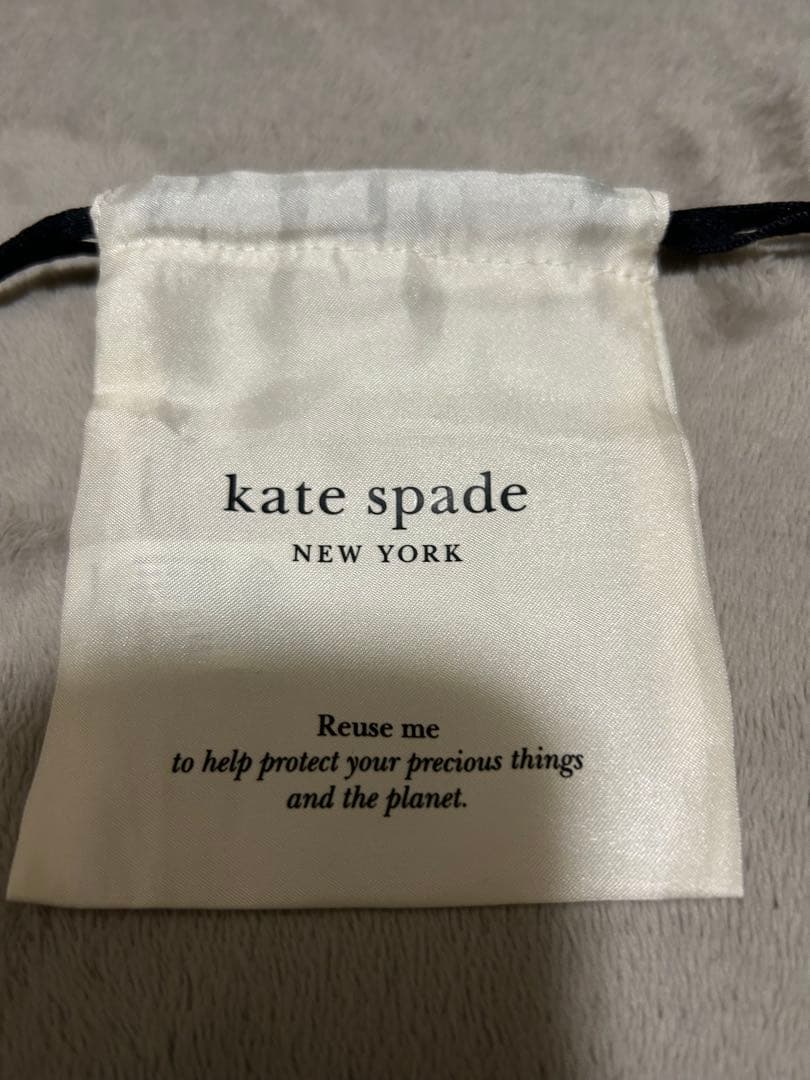 kate spade
NEW YORK
Reuse me
to help protect your precious things
and the planet.